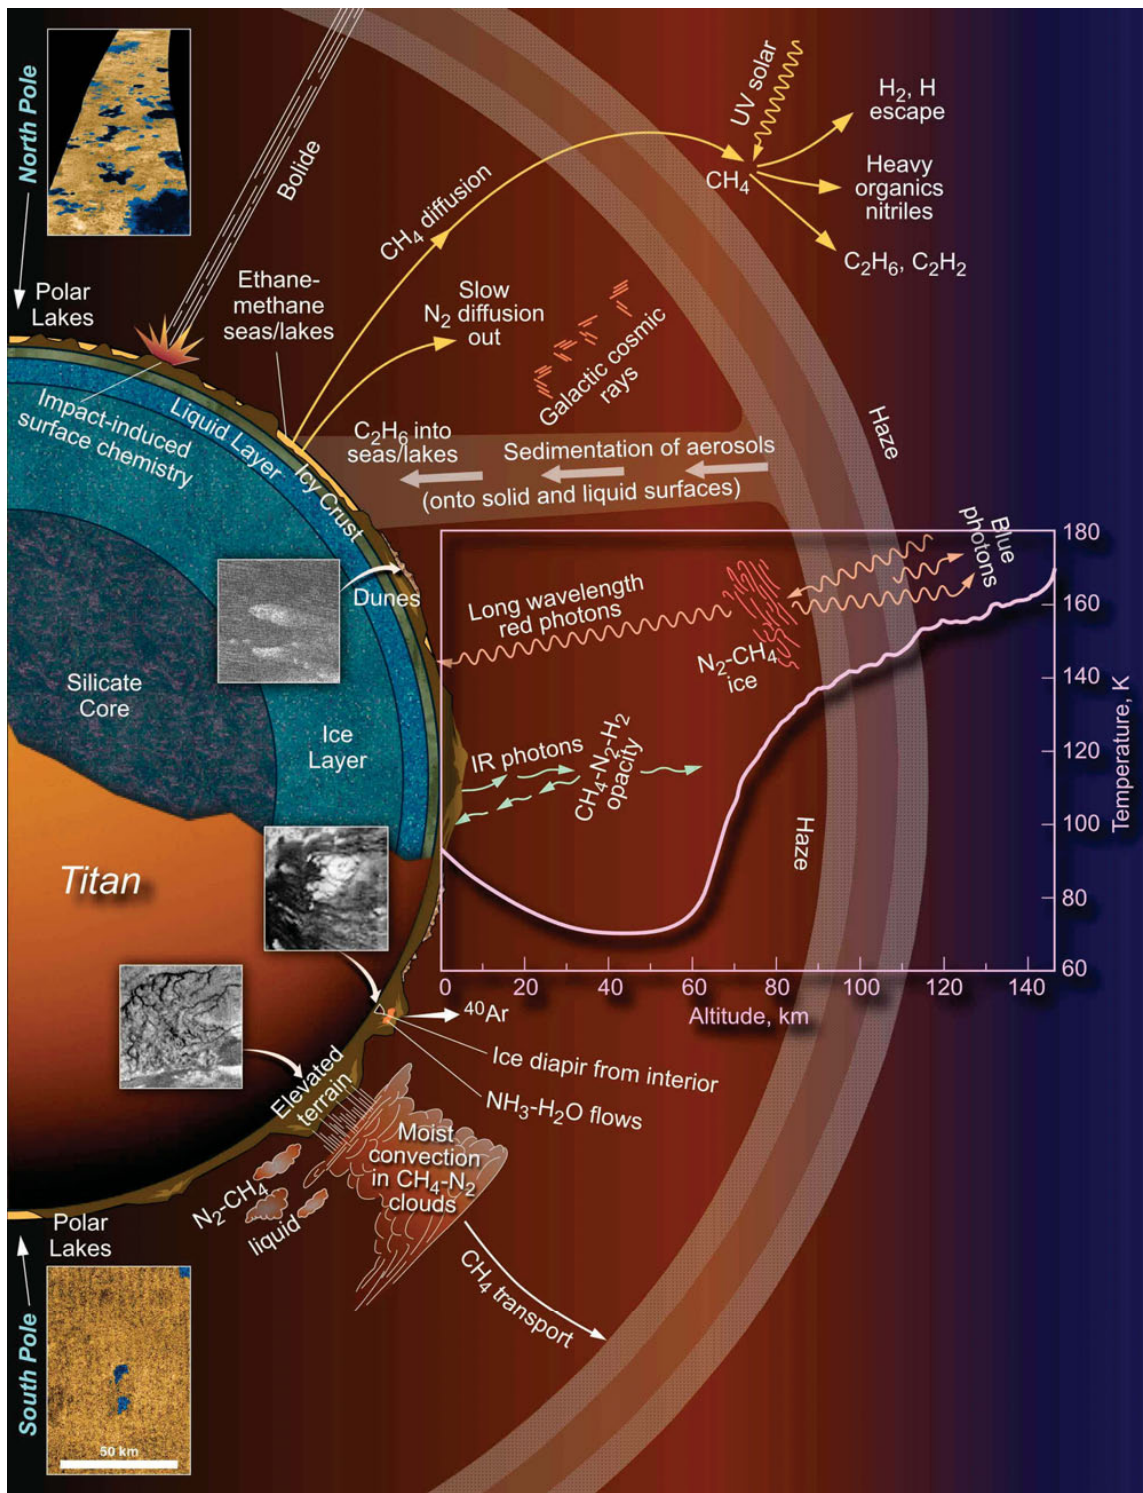 North Pole
Bolide
UV solar
H2, H
escape
CH4
Heavy
organics
nitriles
C2H6, C2H2
CH4 diffusion
Polar
Lakes
Ethane-
methane
seas/lakes
Slow
N2 diffusion
out
Galactic cosmic
rays
Haze
Impact-induced
surface chemistry
Liquid Layer
Icy Crust
C2H6 into
seas/lakes
Sedimentation of aerosols
(onto solid and liquid surfaces)
Blue
photons
Dunes
Long wavelength
red photons
N2-CH4
ice
Silicate
Core
Ice
Layer
IR photons
CH4-N2-H2
opacity
Haze
180
160
140
120
100
80
60
Temperature, K
0
20
40
60
80
100
120
140
Altitude, km
Titan
40Ar
Ice diapir from interior
NH3-H2O flows
Elevated
terrain
Moist
convection
in CH4-N2
clouds
N2-CH4
liquid
CH4 transport
Polar
Lakes
South Pole
50 km